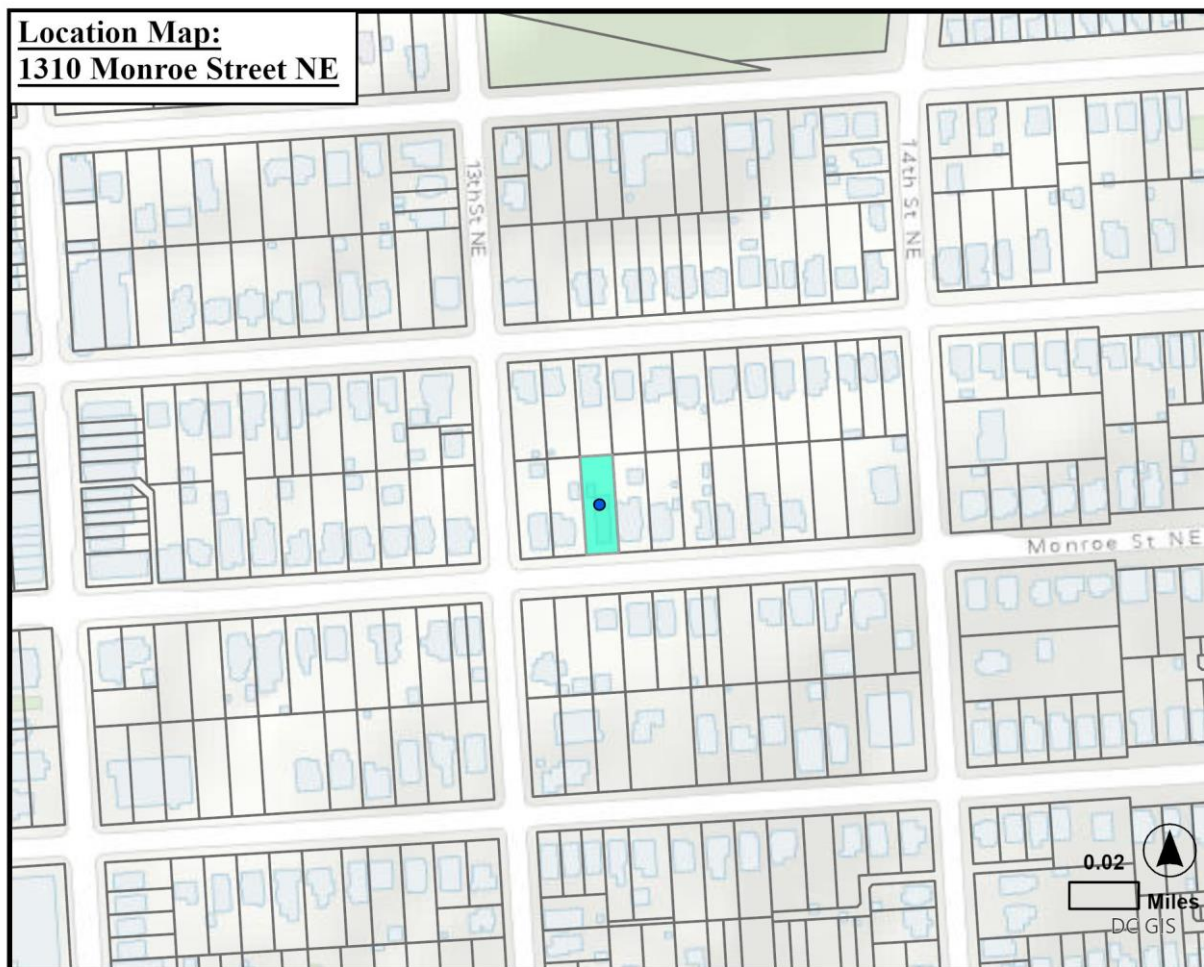 Location Map:
1310 Monroe Street NE
13th St NE
14th St NE
Monroe St NE
0.02
Miles
DC GIS